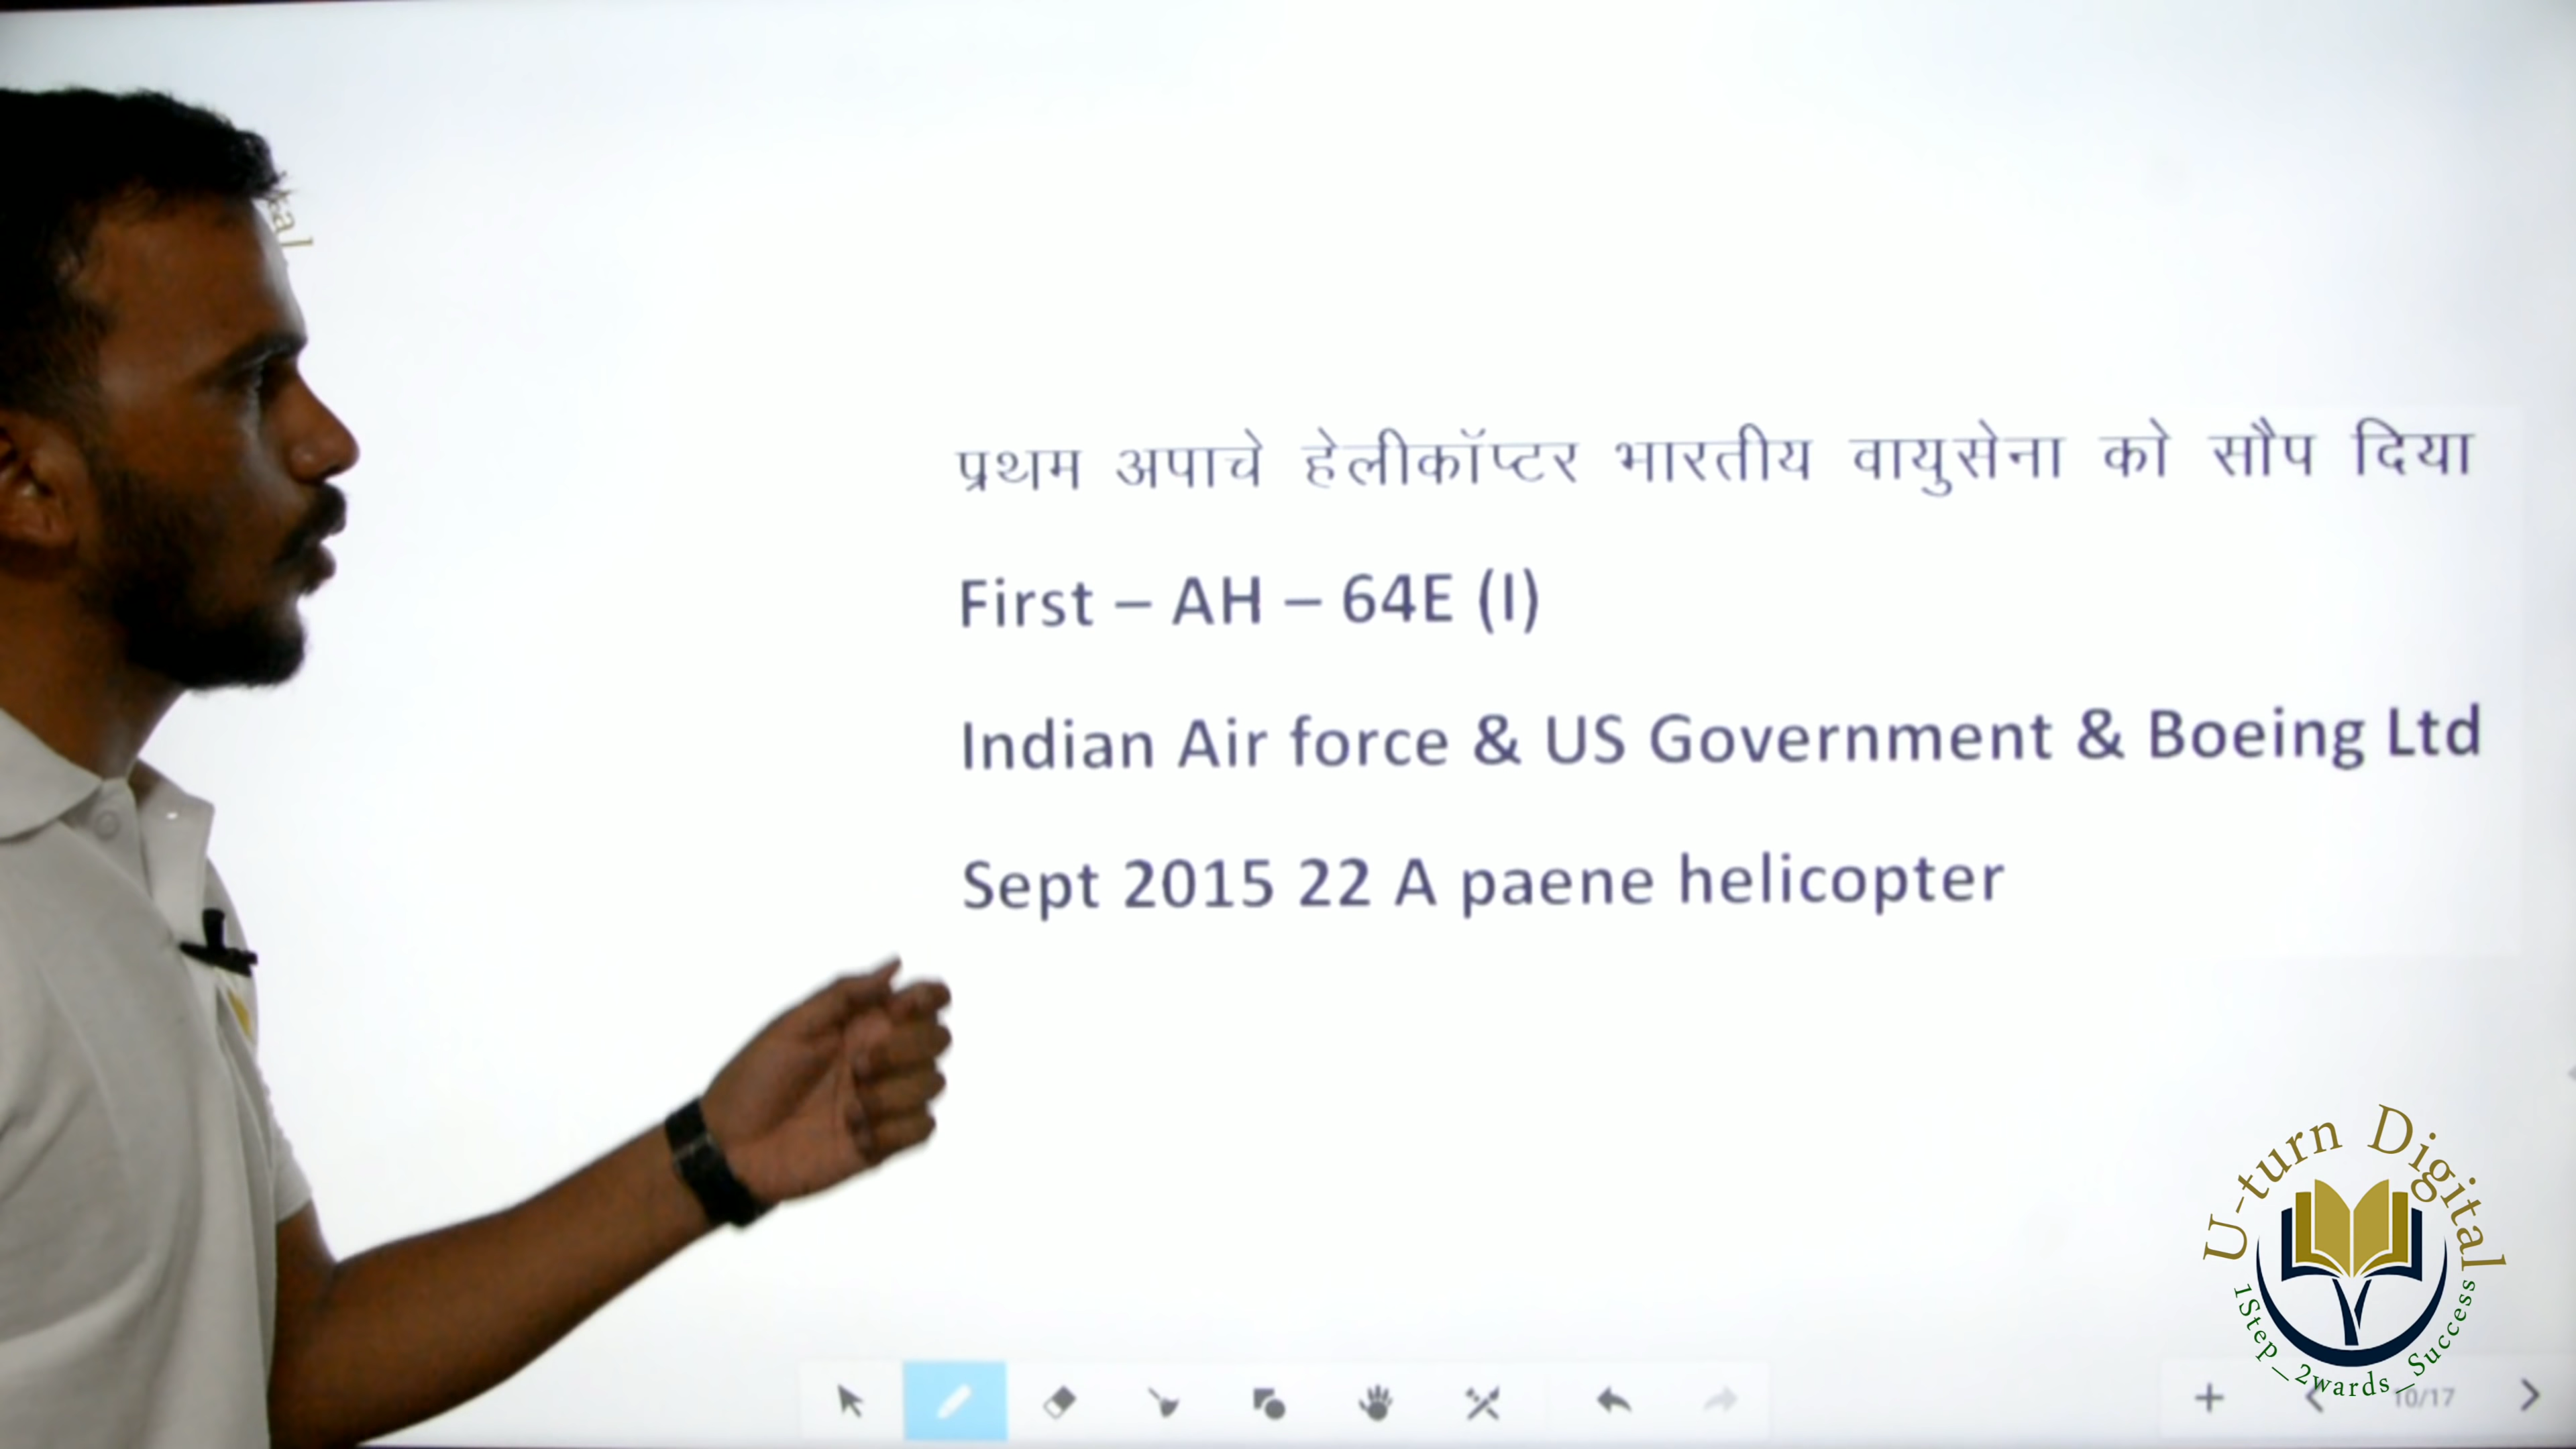 प्रथम अपाचे हेलीकॉप्टर भारतीय वायुसेना को सौप दिया
First – AH – 64E (I)
Indian Air force & US Government & Boeing Ltd
Sept 2015 22 A paene helicopter
U-turn Digital
1Step_2wards_Success
10/17